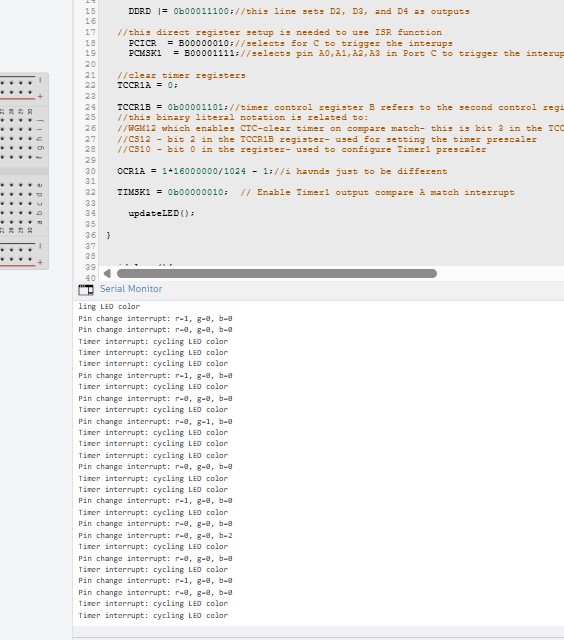 15 DDRD |= 0b00011100;//this line sets D2, D3, and D4 as outputs
16
17 //this direct register setup is needed to use ISR function
18 PCICR = B00000010;//selects for C to trigger the interups
19 PCMSK1 = B00001111;//selects pin A0,A1,A2,A3 in Port C to trigger the interup
20
21 //clear timer registers
22 TCCR1A = 0;
23
24 TCCR1B = 0b00001101;//timer control register B refers to the second control regi
25 //this binary literal notation is related to:
26 //WGM12 which enables CTC-clear timer on compare match- this is bit 3 in the TCC
27 //CS12 - bit 2 in the TCCR1B register- used for setting the timer prescaler
28 //CS10 - bit 0 in the register- used to configure Timer1 prescaler
29
30 OCR1A = 1*16000000/1024 - 1;//i havnds just to be different
31
32 TIMSK1 = 0b00000010; // Enable Timer1 output compare A match interrupt
33
34 updateLED();
35
36 }
37
38
39
40
Serial Monitor
ling LED color
Pin change interrupt: r=1, g=0, b=0
Pin change interrupt: r=0, g=0, b=0
Timer interrupt: cycling LED color
Timer interrupt: cycling LED color
Timer interrupt: cycling LED color
Pin change interrupt: r=1, g=0, b=0
Timer interrupt: cycling LED color
Pin change interrupt: r=0, g=0, b=0
Timer interrupt: cycling LED color
Pin change interrupt: r=0, g=1, b=0
Timer interrupt: cycling LED color
Timer interrupt: cycling LED color
Timer interrupt: cycling LED color
Pin change interrupt: r=0, g=0, b=0
Timer interrupt: cycling LED color
Timer interrupt: cycling LED color
Pin change interrupt: r=1, g=0, b=0
Timer interrupt: cycling LED color
Pin change interrupt: r=0, g=0, b=0
Pin change interrupt: r=0, g=0, b=2
Timer interrupt: cycling LED color
Pin change interrupt: r=0, g=0, b=0
Timer interrupt: cycling LED color
Pin change interrupt: r=1, g=0, b=0
Pin change interrupt: r=0, g=0, b=0
Timer interrupt: cycling LED color
Timer interrupt: cycling LED color